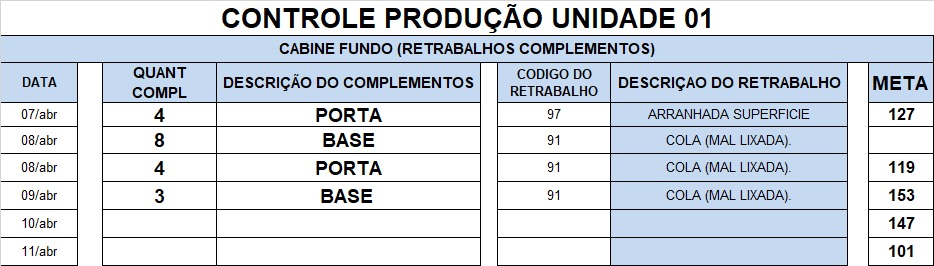 CONTROLE PRODUÇÃO UNIDADE 01
CABINE FUNDO (RETRABALHOS COMPLEMENTOS)
DATA QUANT COMPL DESCRIÇÃO DO COMPLEMENTOS CODIGO DO RETRABALHO DESCRIÇAO DO RETRABALHO META
07/abr 4 PORTA 97 ARRANHADA SUPERFICIE 127
08/abr 8 BASE 91 COLA (MAL LIXADA).
08/abr 4 PORTA 91 COLA (MAL LIXADA). 119
09/abr 3 BASE 91 COLA (MAL LIXADA). 153
10/abr 147
11/abr 101